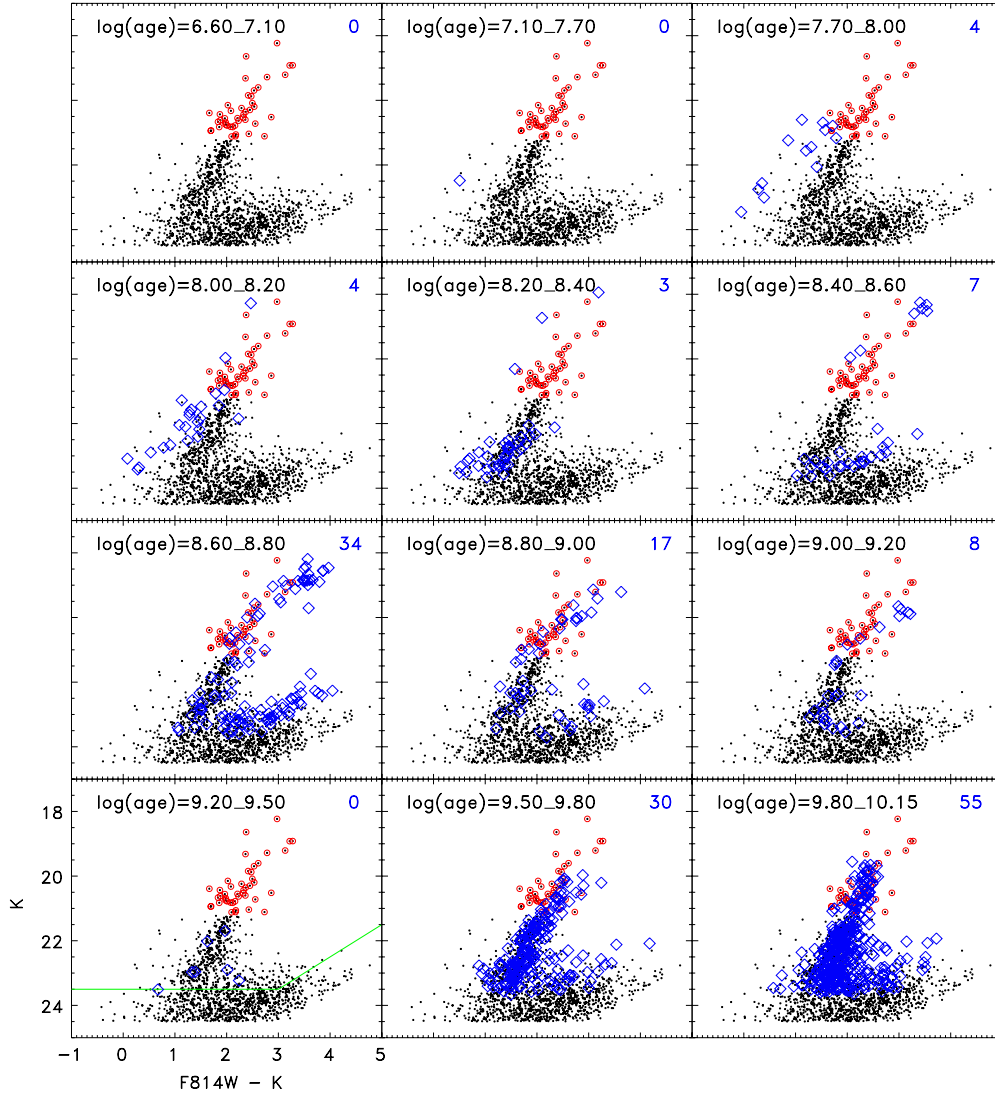 log(age)=6.60_7.10 0
log(age)=7.10_7.70 0
log(age)=7.70_8.00 4
log(age)=8.00_8.20 4
log(age)=8.20_8.40 3
log(age)=8.40_8.60 7
log(age)=8.60_8.80 34
log(age)=8.80_9.00 17
log(age)=9.00_9.20 8
log(age)=9.20_9.50 0
log(age)=9.50_9.80 30
log(age)=9.80_10.15 55
18
20
22
24
K
-1 0 1 2 3 4 5
F814W - K